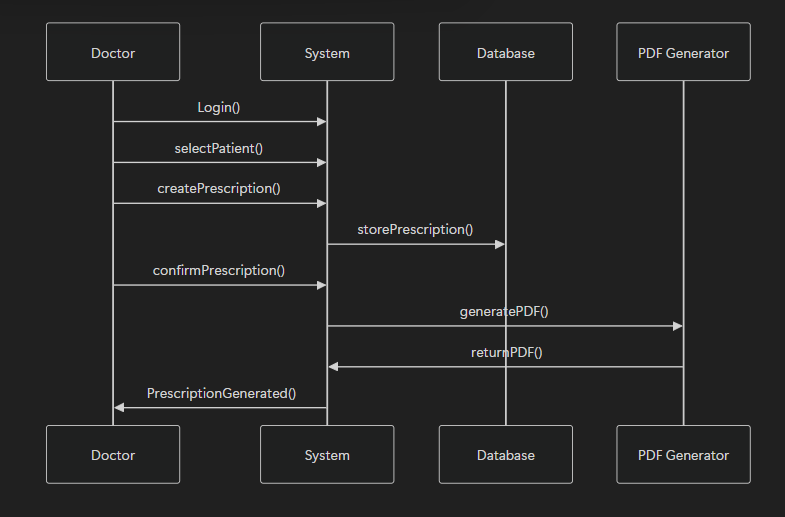 Doctor
System
Database
PDF Generator
Login()
selectPatient()
createPrescription()
storePrescription()
confirmPrescription()
generatePDF()
returnPDF()
PrescriptionGenerated()
Doctor
System
Database
PDF Generator